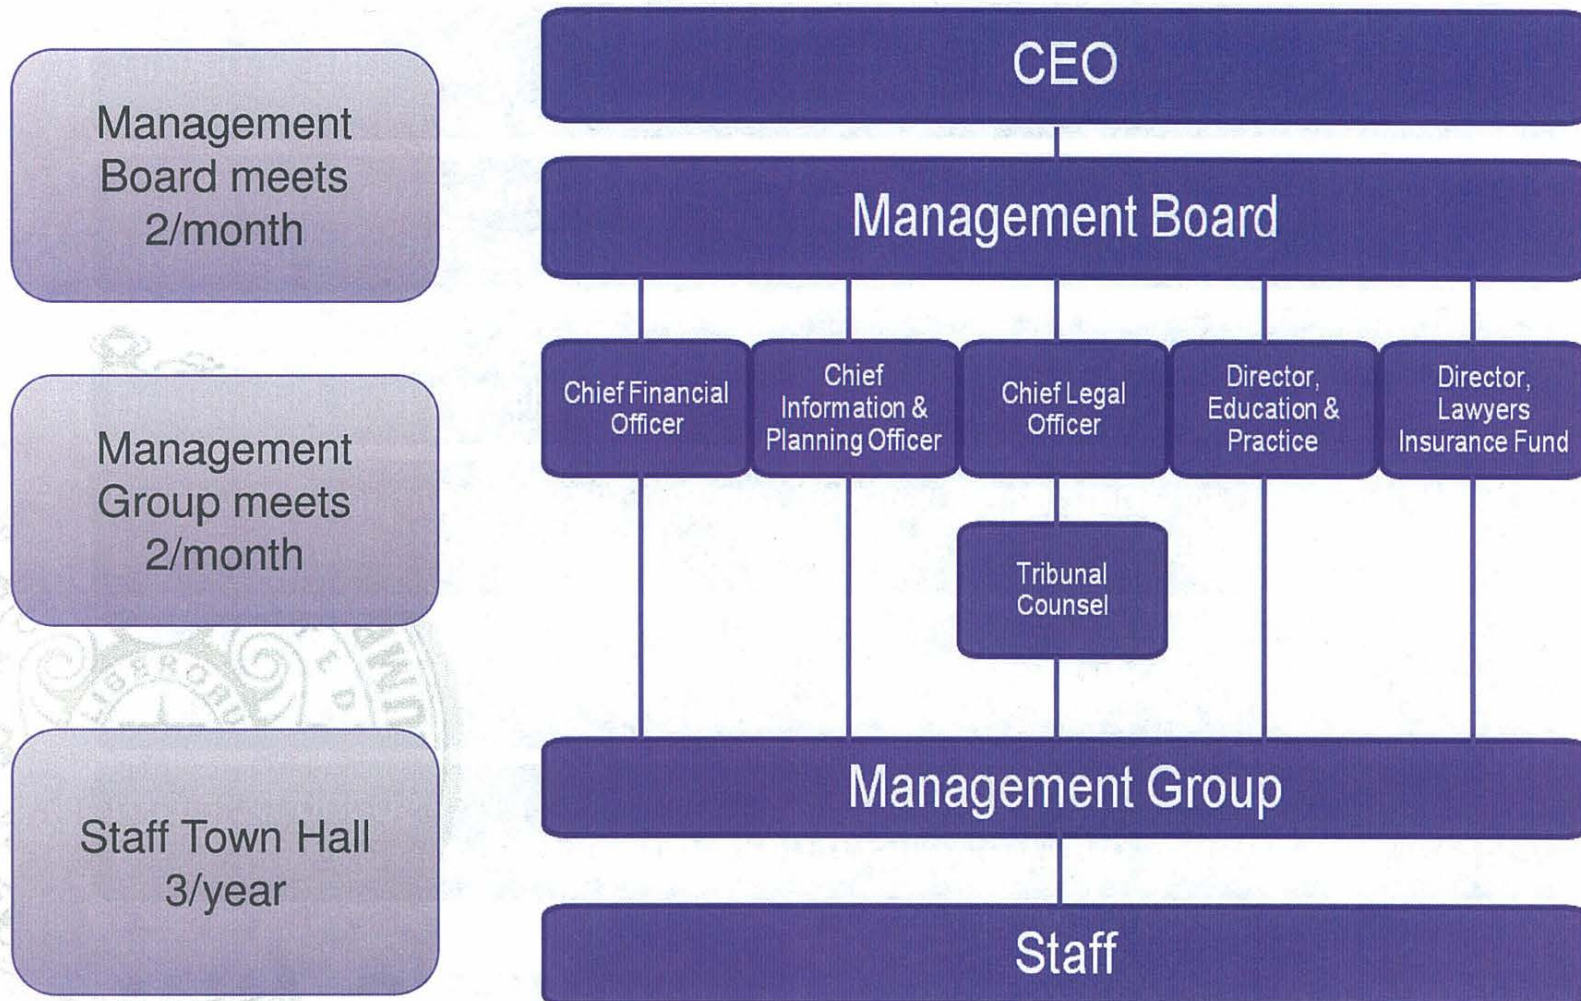 Management
Board meets
2/month
Management
Group meets
2/month
Staff Town Hall
3/year
CEO
Management Board
Chief Financial
Officer
Chief
Information &
Planning Officer
Chief Legal
Officer
Director,
Education &
Practice
Director,
Lawyers
Insurance Fund
Tribunal
Counsel
Management Group
Staff
LIBRORU